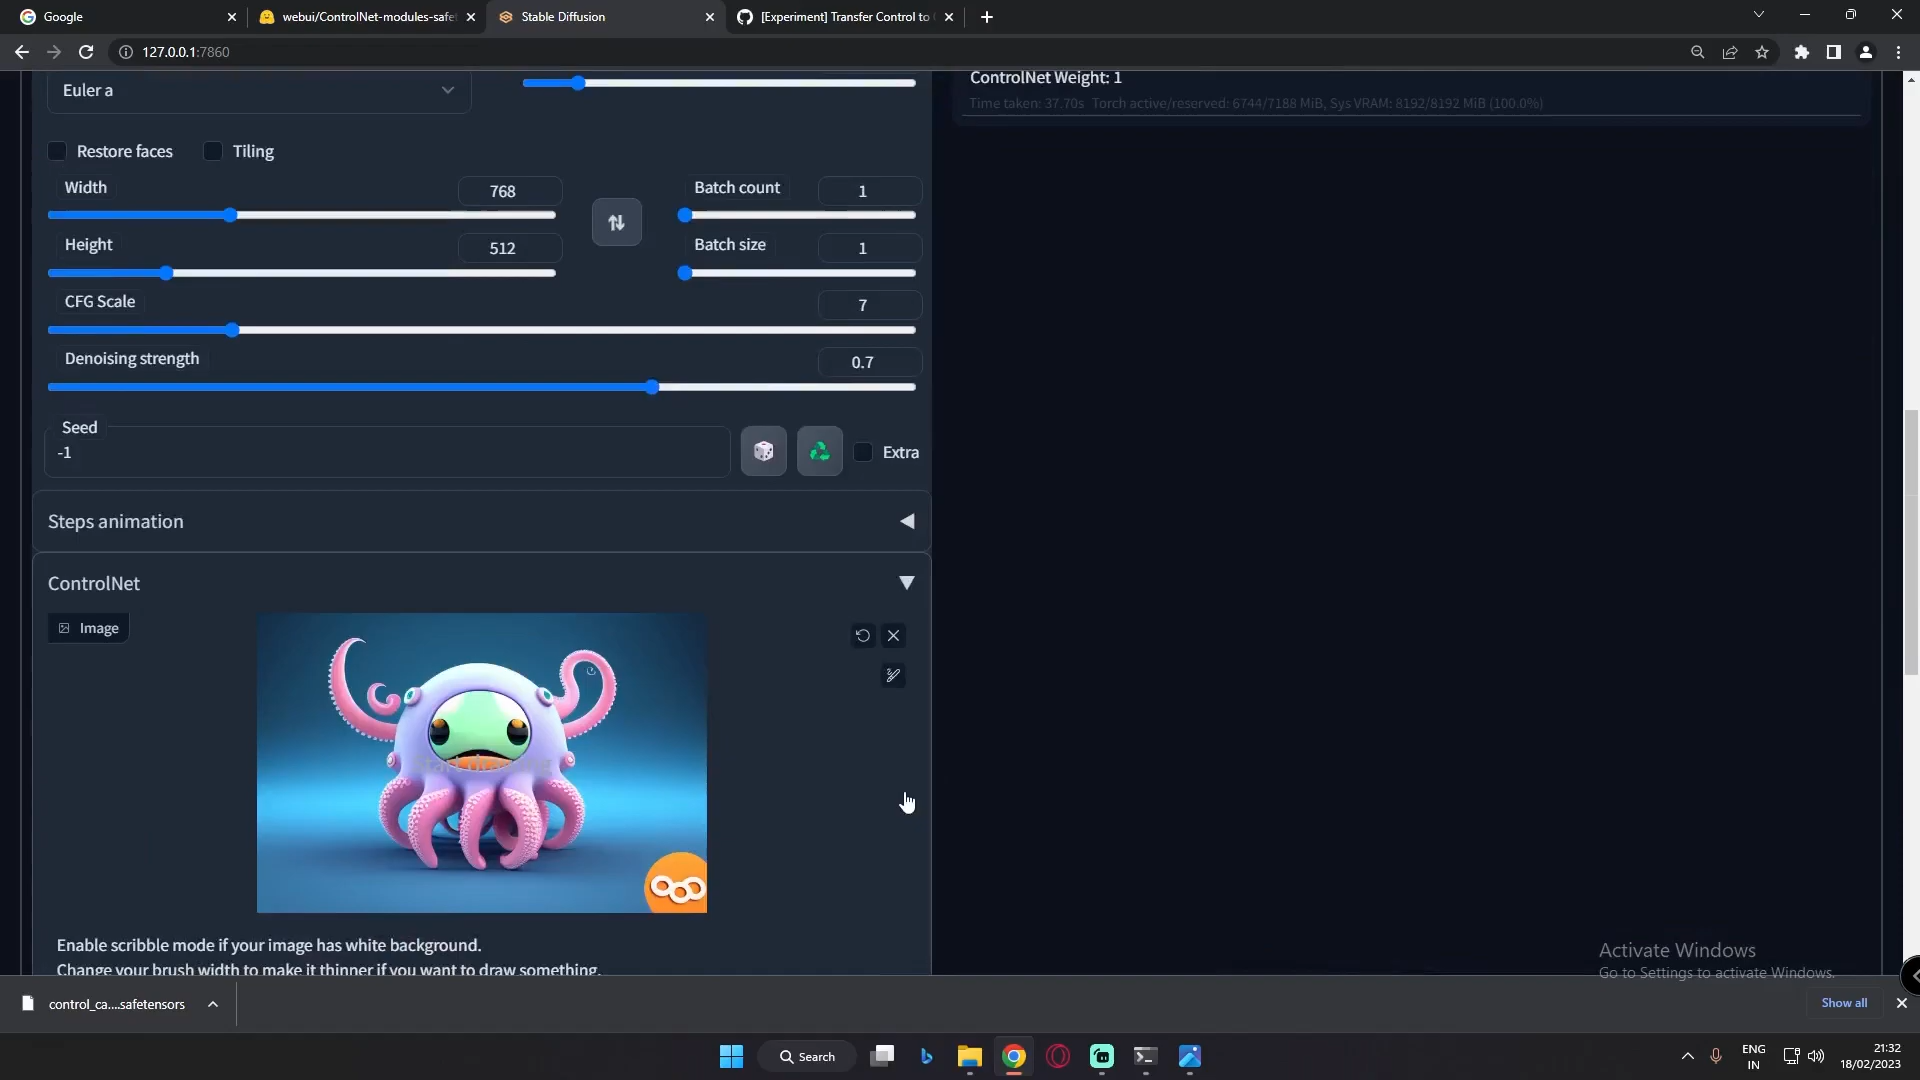 Google
webui/ControlNet-modules-safet
Stable Diffusion
[Experiment] Transfer Control to
127.0.0.1:7860
Euler a
ControlNet Weight: 1
Time taken: 37.70s Torch active/reserved: 6744/7188 MiB, Sys VRAM: 8192/8192 MiB (100.0%)
Restore faces
Tiling
Width
768
Batch count
1
Height
512
Batch size
1
CFG Scale
7
Denoising strength
0.7
Seed
-1
Extra
Steps animation
ControlNet
Image
Start drawing
Enable scribble mode if your image has white background.
Change your brush width to make it thinner if you want to draw something.
Activate Windows
Go to Settings to activate Windows.
control_ca....safetensors
Show all
Search
ENG
IN
21:32
18/02/2023